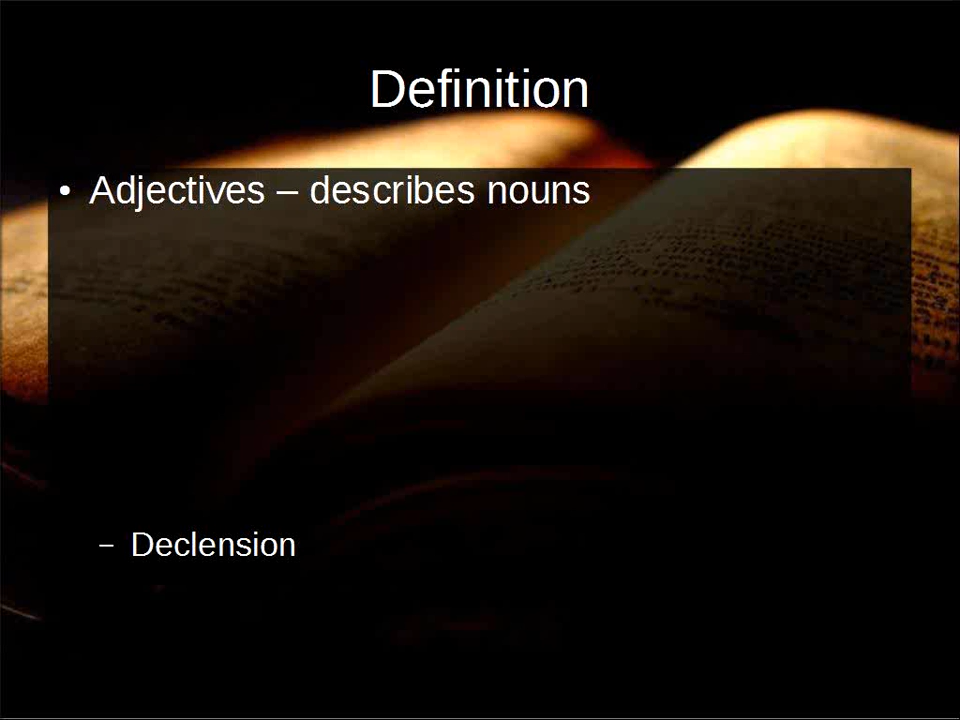 Definition
• Adjectives – describes nouns
– Declension